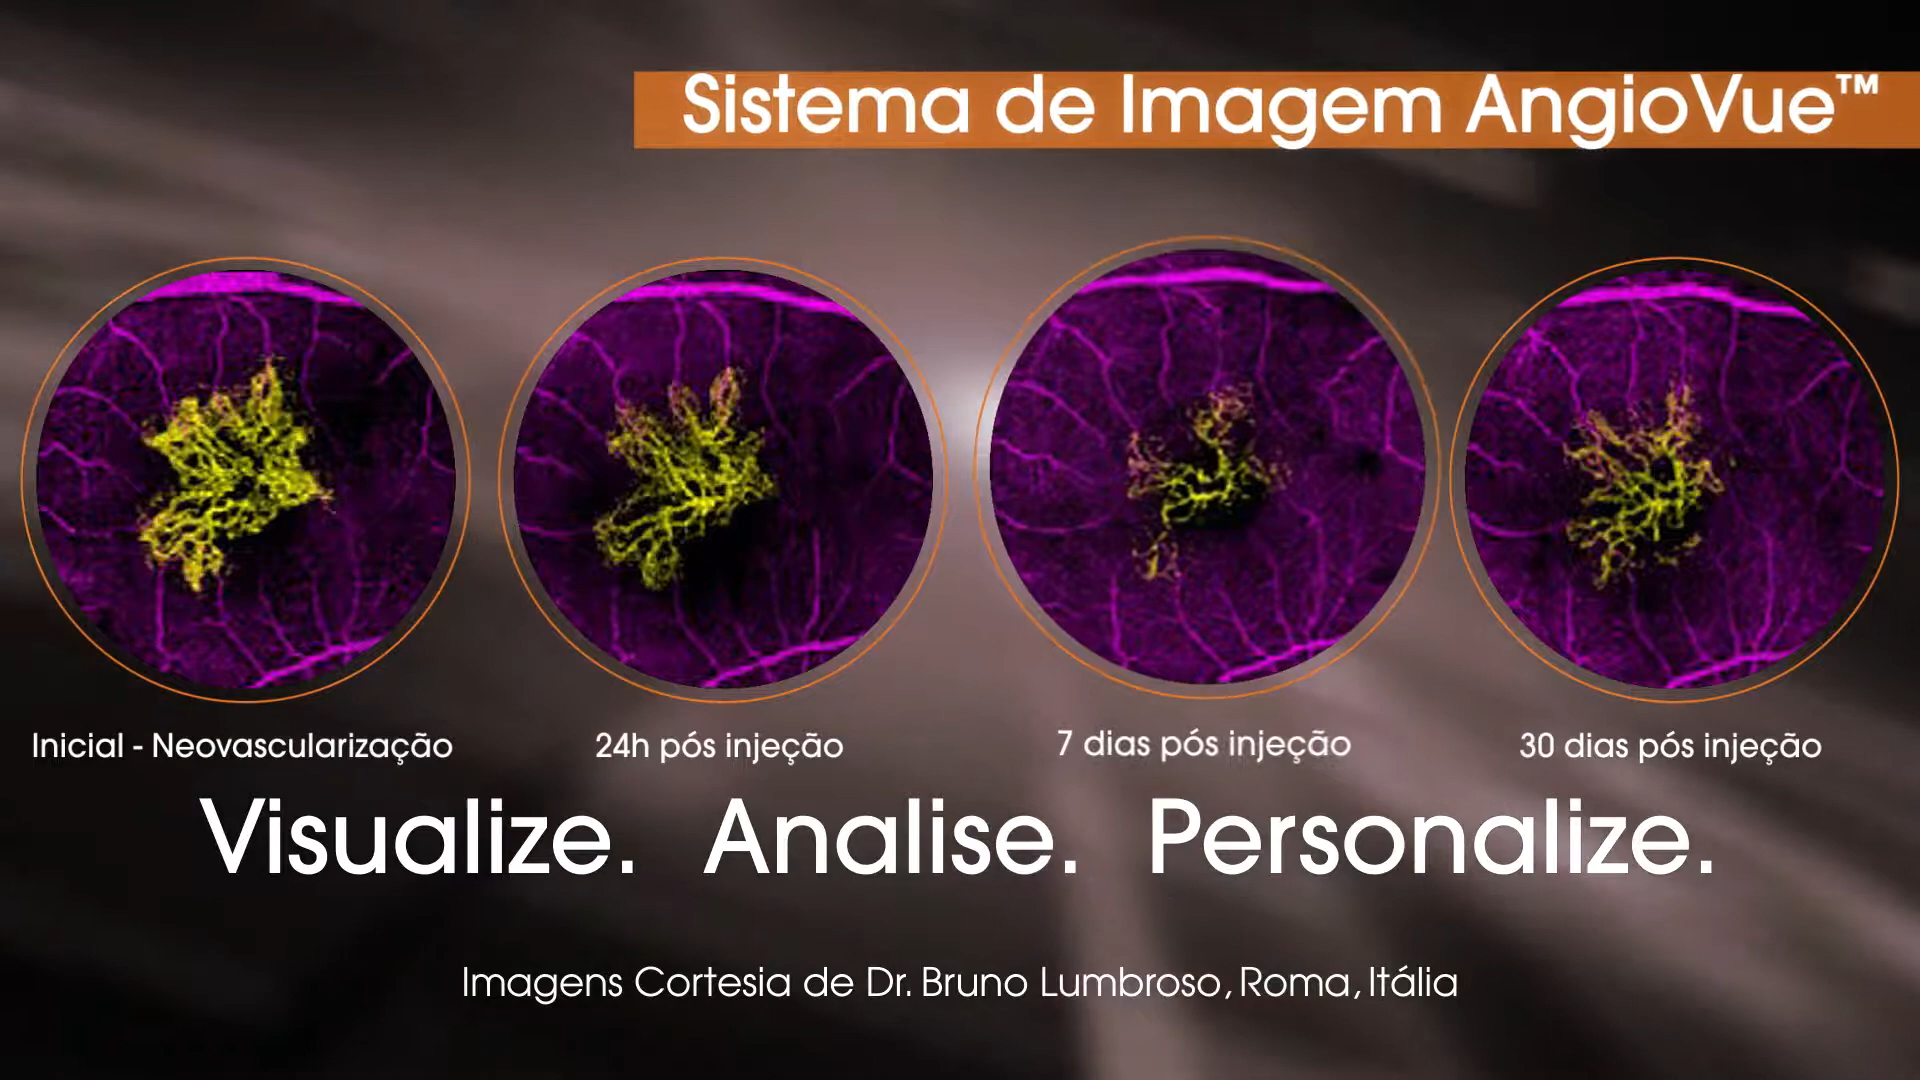 Sistema de Imagem AngioVue™
Inicial - Neovascularização
24h pós injeção
7 dias pós injeção
30 dias pós injeção
Visualize. Analise. Personalize.
Imagens Cortesia de Dr. Bruno Lumbroso, Roma, Itália